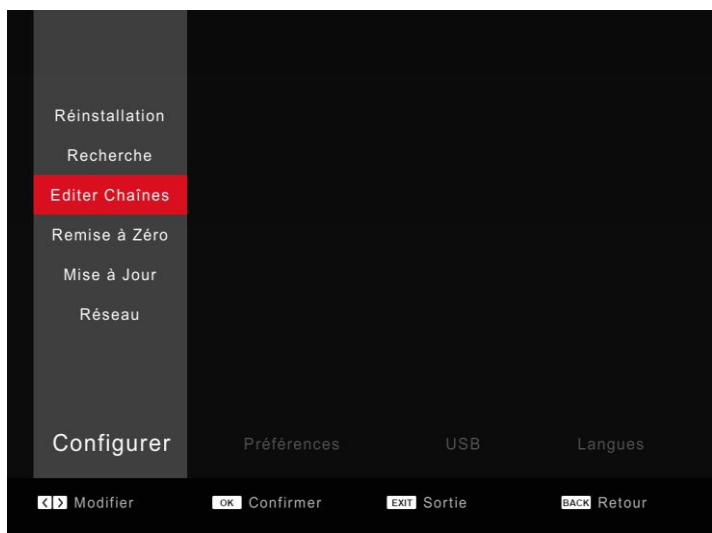 Réinstallation
Recherche
Editer Chaînes
Remise à Zéro
Mise à Jour
Réseau
Configurer Préférences USB Langues
< > Modifier OK Confirmer EXIT Sortie BACK Retour